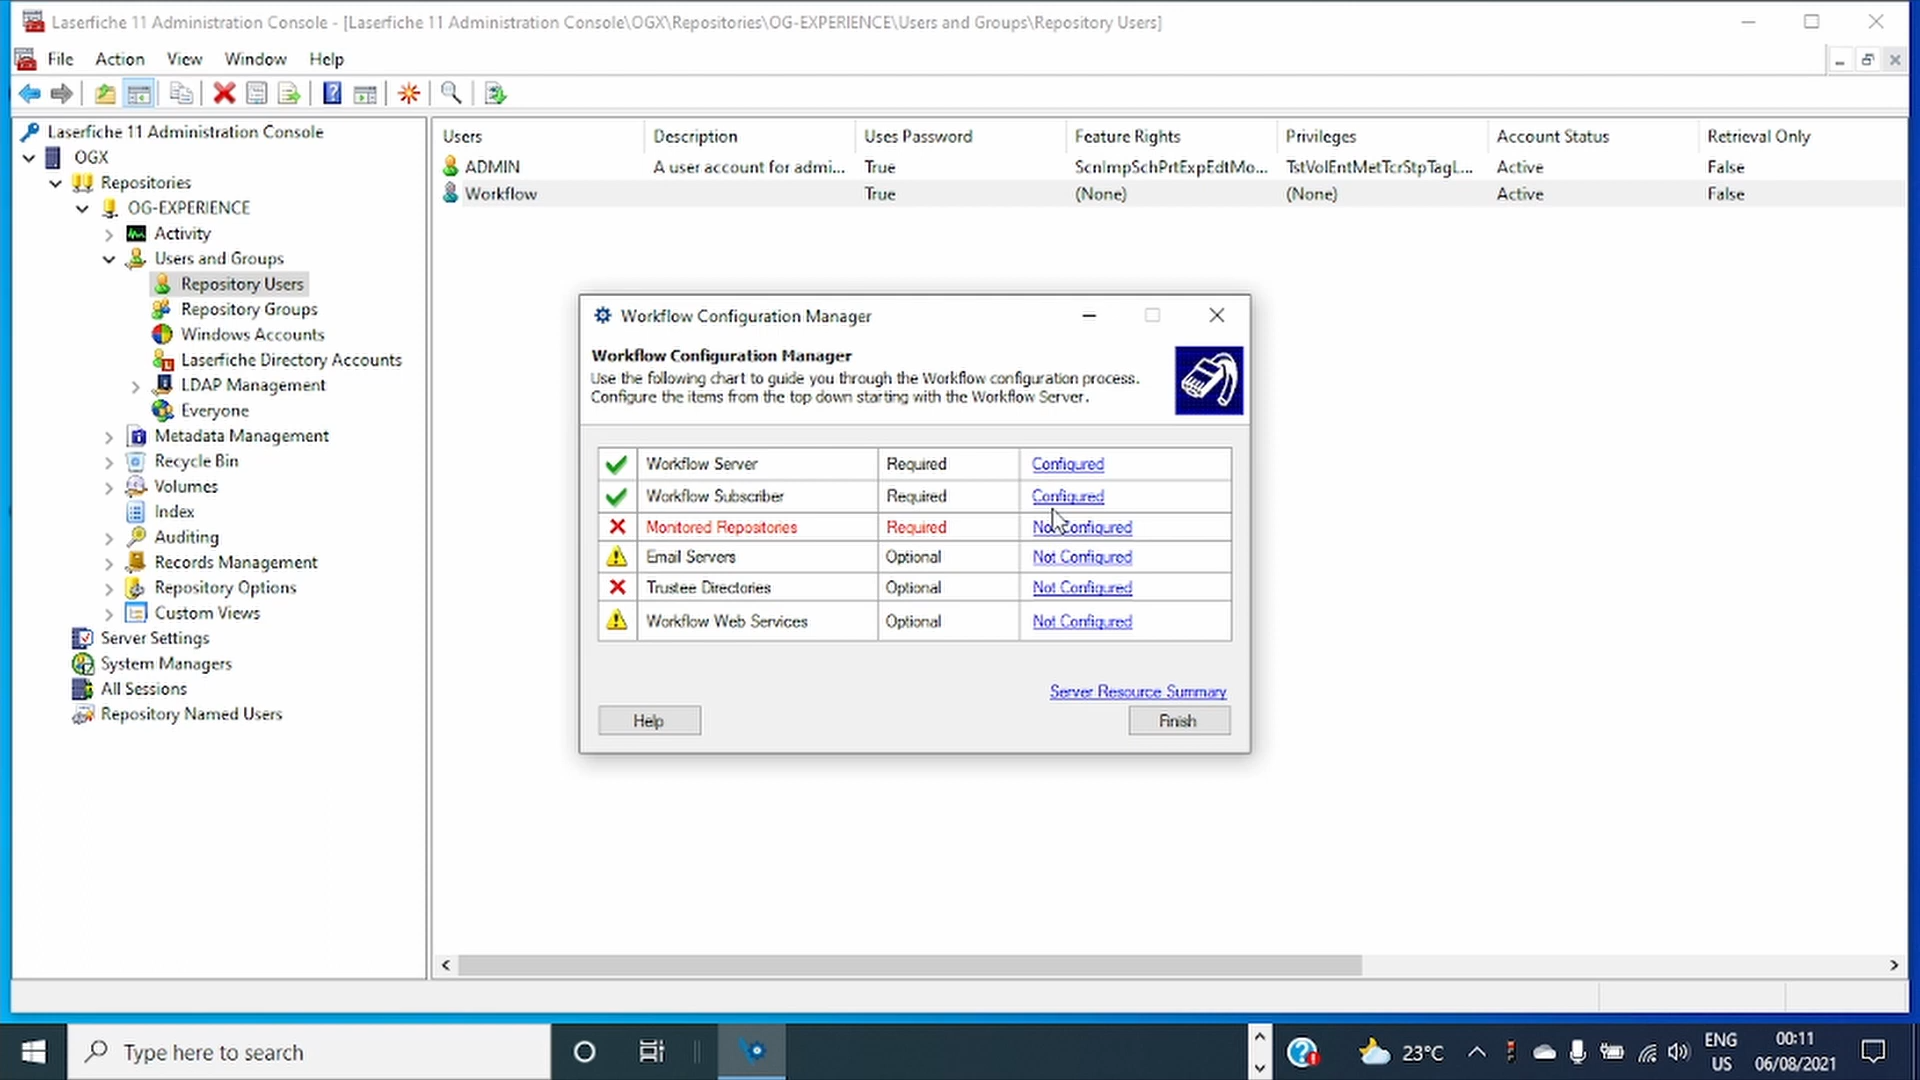 Laserfiche 11 Administration Console - [Laserfiche 11 Administration Console\OGX\Repositories\OG-EXPERIENCE\Users and Groups\Repository Users]
File Action View Window Help
Laserfiche 11 Administration Console
OGX
Repositories
OG-EXPERIENCE
Activity
Users and Groups
Repository Users
Repository Groups
Windows Accounts
Laserfiche Directory Accounts
LDAP Management
Everyone
Metadata Management
Recycle Bin
Volumes
Index
Auditing
Records Management
Repository Options
Custom Views
Server Settings
System Managers
All Sessions
Repository Named Users
Users Description Uses Password Feature Rights Privileges Account Status Retrieval Only
ADMIN A user account for admi... True ScnImpSchPrtExpEdtMo... TstVolEntMetTcrStpTagL... Active False
Workflow True (None) (None) Active False
Workflow Configuration Manager
Workflow Configuration Manager
Use the following chart to guide you through the Workflow configuration process.
Configure the items from the top down starting with the Workflow Server.
Workflow Server Required Configured
Workflow Subscriber Required Configured
Monitored Repositories Required Not Configured
Email Servers Optional Not Configured
Trustee Directories Optional Not Configured
Workflow Web Services Optional Not Configured
Server Resource Summary
Help Finish
Type here to search
23°C
ENG
US
00:11
06/08/2021